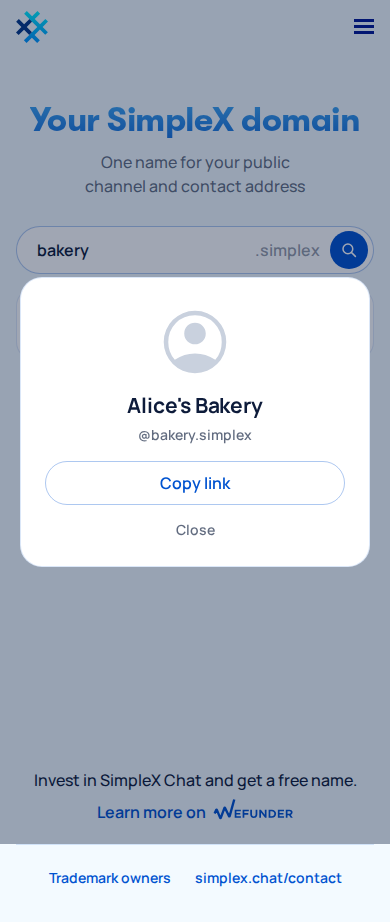 Your SimpleX domain
One name for your public
channel and contact address
bakery .simplex
Alice's Bakery
@bakery.simplex
Copy link
Close
Invest in SimpleX Chat and get a free name.
Learn more on WEFUNDER
Trademark owners simplex.chat/contact